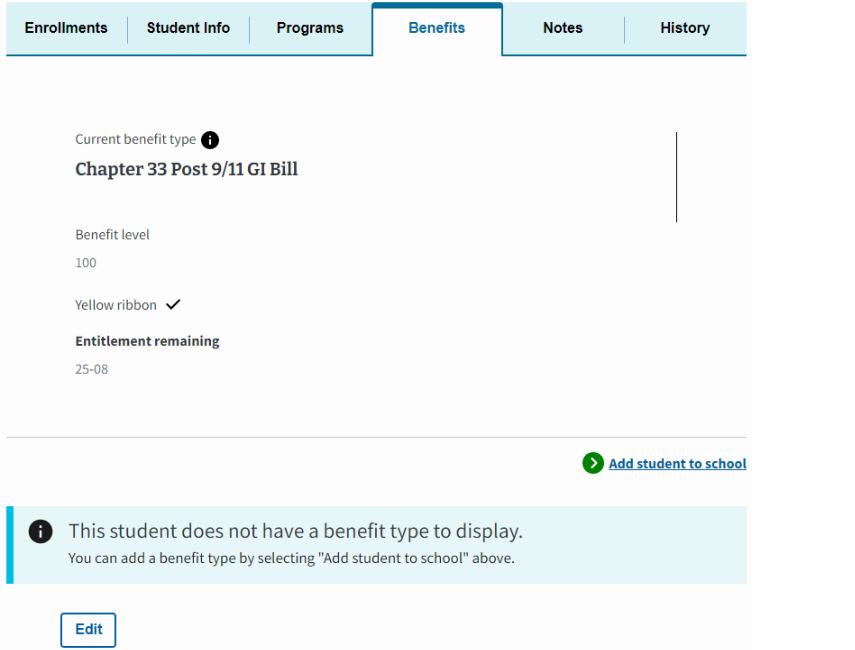 Enrollments Student Info Programs Benefits Notes History
Current benefit type
Chapter 33 Post 9/11 GI Bill
Benefit level
100
Yellow ribbon
Entitlement remaining
25-08
Add student to school
This student does not have a benefit type to display.
You can add a benefit type by selecting "Add student to school" above.
Edit